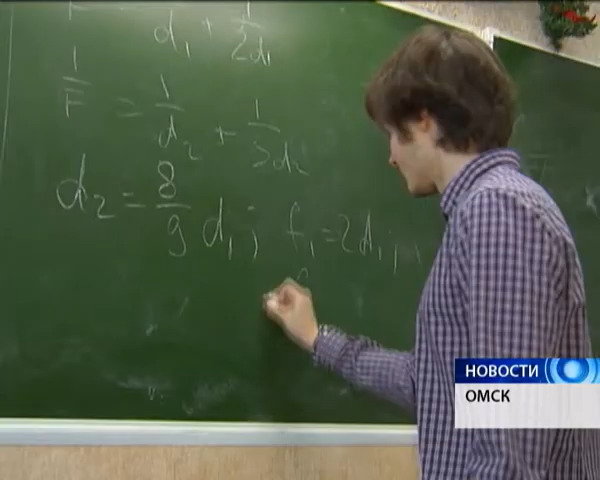 1/F = 1/d₁ + 1/2d₁
1/F = 1/d₂ + 1/3d₂
d₂ = 8/9 d₁; f₁ = 2d₁;
НОВОСТИ
ОМСК